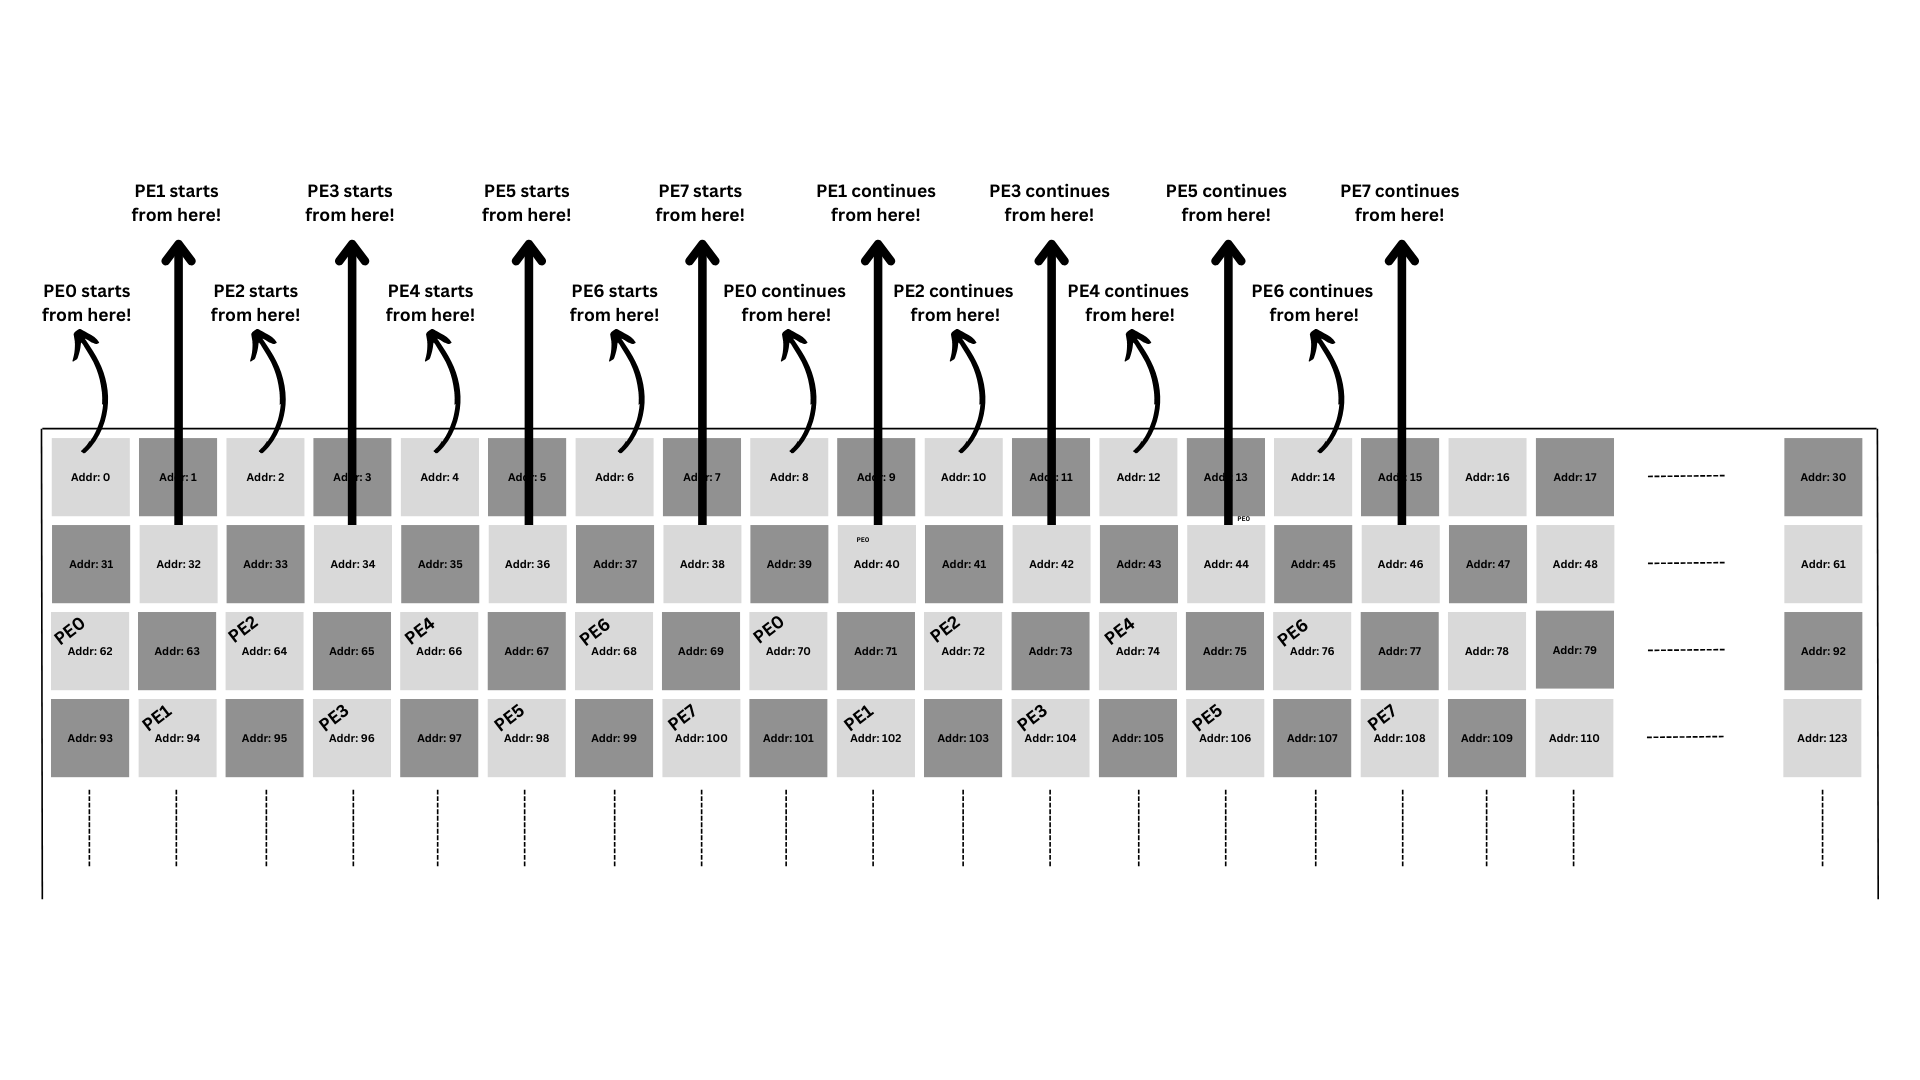 PE1 starts
from here!
PE3 starts
from here!
PE5 starts
from here!
PE7 starts
from here!
PE1 continues
from here!
PE3 continues
from here!
PE5 continues
from here!
PE7 continues
from here!
PE0 starts
from here!
PE2 starts
from here!
PE4 starts
from here!
PE6 starts
from here!
PE0 continues
from here!
PE2 continues
from here!
PE4 continues
from here!
PE6 continues
from here!
Addr: 0
Addr: 1
Addr: 2
Addr: 3
Addr: 4
Addr: 5
Addr: 6
Addr: 7
Addr: 8
Addr: 9
Addr: 10
Addr: 11
Addr: 12
Addr: 13
Addr: 14
Addr: 15
Addr: 16
Addr: 17
Addr: 30
PE0
PE0
Addr: 31
Addr: 32
Addr: 33
Addr: 34
Addr: 35
Addr: 36
Addr: 37
Addr: 38
Addr: 39
Addr: 40
Addr: 41
Addr: 42
Addr: 43
Addr: 44
Addr: 45
Addr: 46
Addr: 47
Addr: 48
Addr: 61
PE0
Addr: 62
Addr: 63
PE2
Addr: 64
Addr: 65
PE4
Addr: 66
Addr: 67
PE6
Addr: 68
Addr: 69
PE0
Addr: 70
Addr: 71
PE2
Addr: 72
Addr: 73
PE4
Addr: 74
Addr: 75
PE6
Addr: 76
Addr: 77
Addr: 78
Addr: 79
Addr: 92
Addr: 93
PE1
Addr: 94
Addr: 95
PE3
Addr: 96
Addr: 97
PE5
Addr: 98
Addr: 99
PE7
Addr: 100
Addr: 101
PE1
Addr: 102
Addr: 103
PE3
Addr: 104
Addr: 105
PE5
Addr: 106
Addr: 107
PE7
Addr: 108
Addr: 109
Addr: 110
Addr: 123